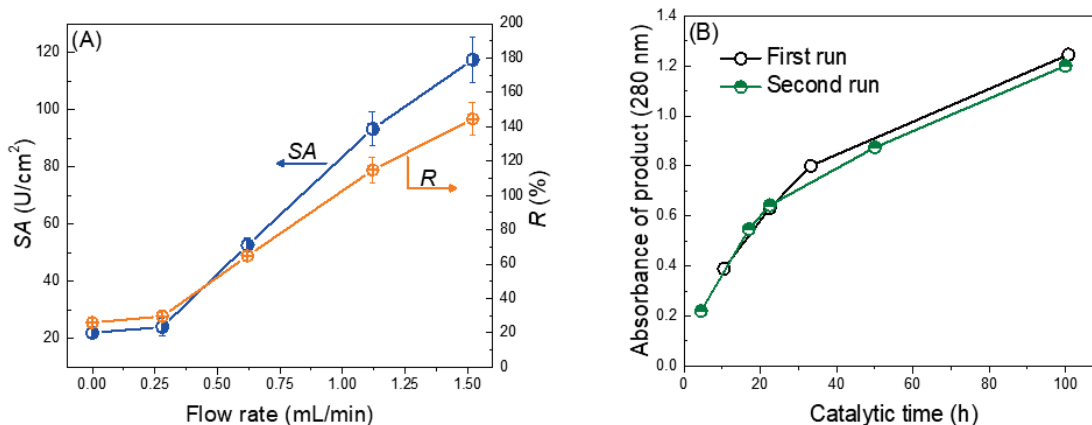 (A)
SA (U/cm²)
120
100
80
60
40
20
SA
R
200
180
160
140
120
100
80
60
40
20
0
R (%)
0.00 0.25 0.50 0.75 1.00 1.25 1.50
Flow rate (mL/min)
(B)
First run
Second run
Absorbance of product (280 nm)
1.2
1.0
0.8
0.6
0.4
0.2
0.0
0 20 40 60 80 100
Catalytic time (h)